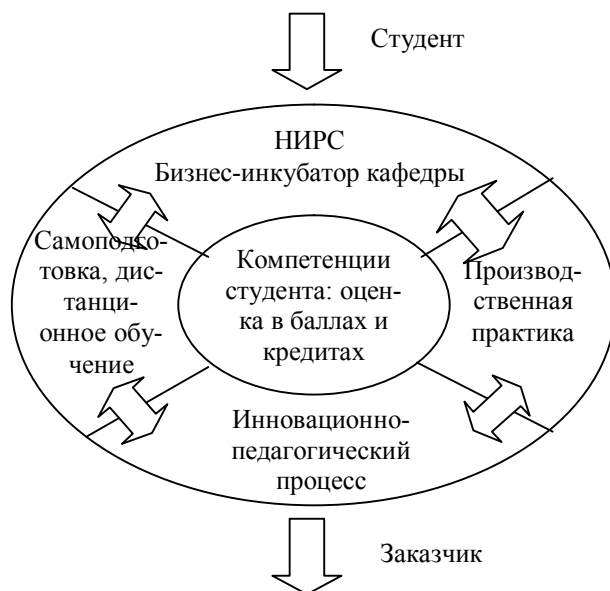 Студент
НИРС
Бизнес-инкубатор кафедры
Самоподго-
товка, дис-
танци-
онное обу-
чение
Компетенции
студента: оцен-
ка в баллах и
кредитах
Производ-
ственная
практика
Инновационно-
педагогический
процесс
Заказчик